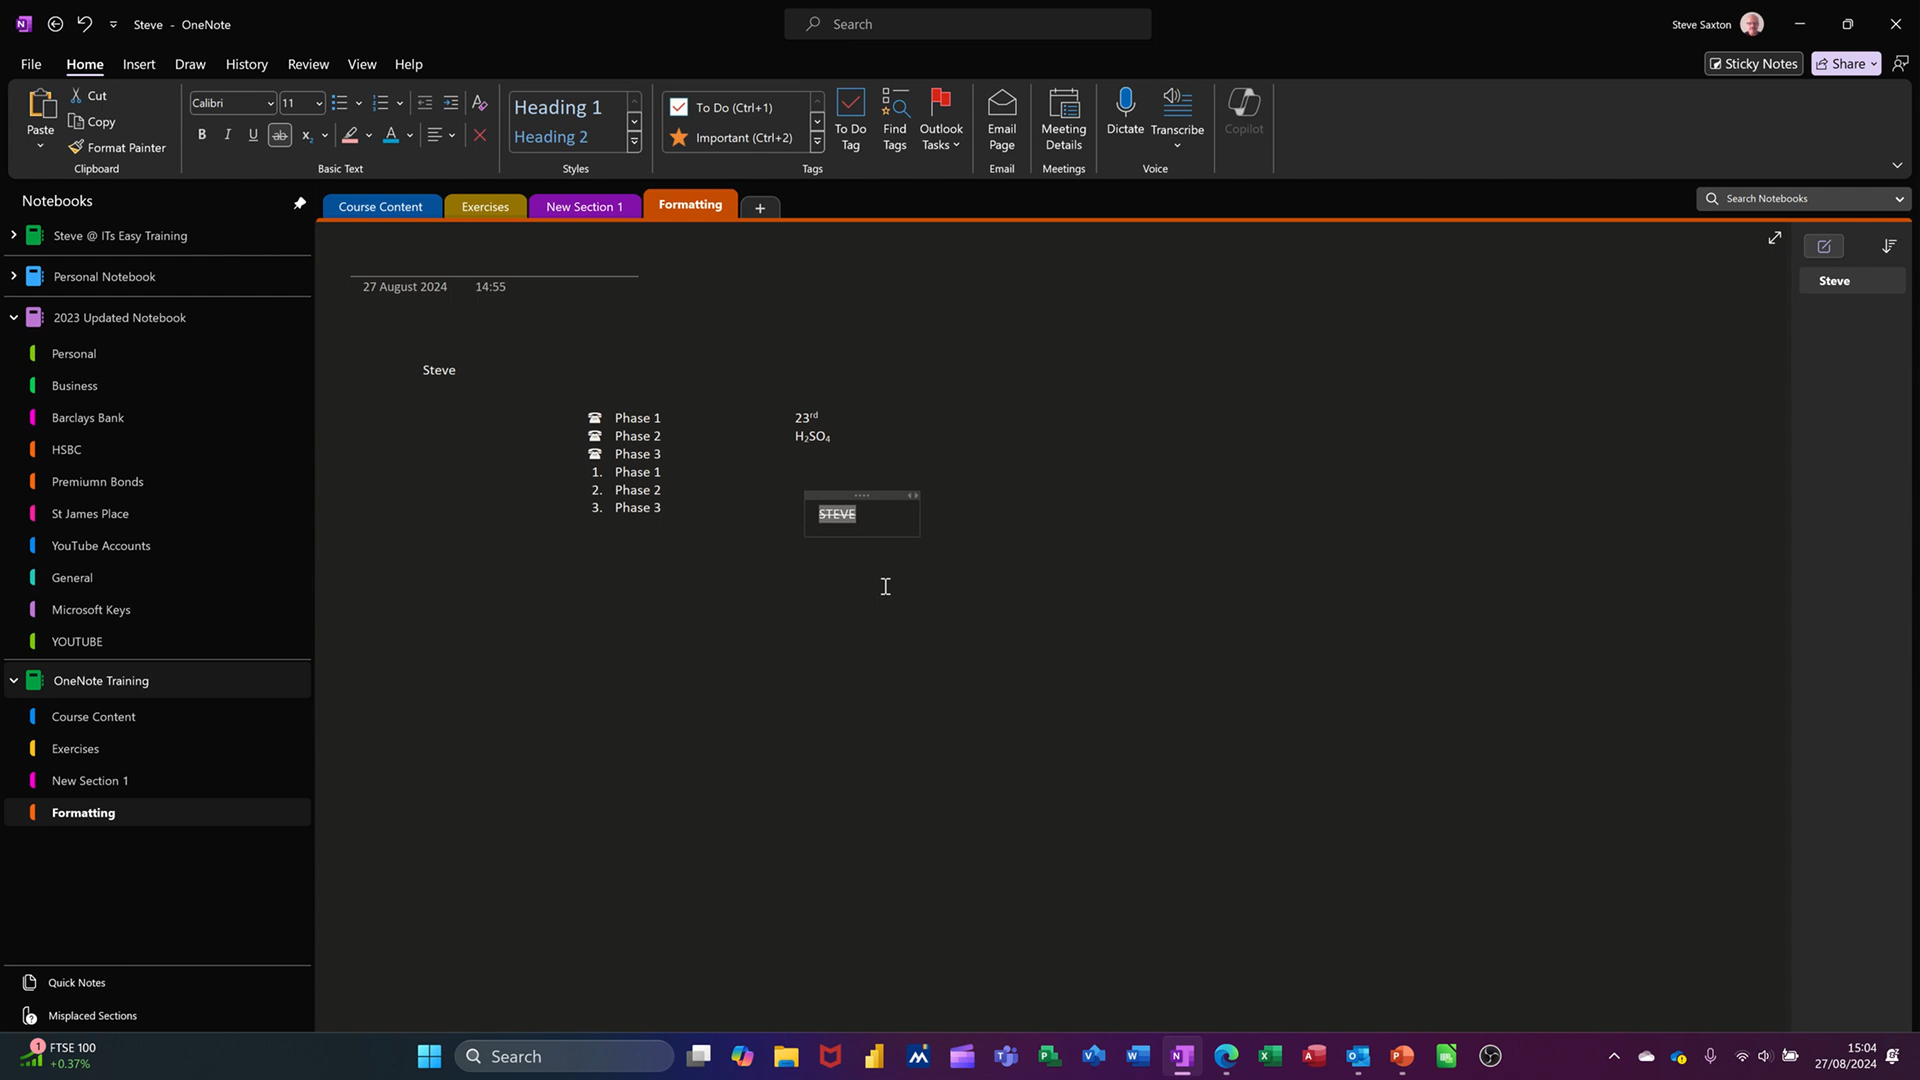 Steve - OneNote
Search
Steve Saxton
File Home Insert Draw History Review View Help
Sticky Notes
Share
Paste
Cut
Copy
Format Painter
Clipboard
Calibri 11
B I U ab x₂ A
Basic Text
Heading 1
Heading 2
Styles
To Do (Ctrl+1)
Important (Ctrl+2)
To Do Tag
Find Tags
Outlook Tasks
Tags
Email Page
Email
Meeting Details
Meetings
Dictate
Transcribe
Voice
Copilot
Notebooks
Course Content
Exercises
New Section 1
Formatting
+
Search Notebooks
Steve @ ITs Easy Training
Personal Notebook
2023 Updated Notebook
Personal
Business
Barclays Bank
HSBC
Premiumn Bonds
St James Place
YouTube Accounts
General
Microsoft Keys
YOUTUBE
OneNote Training
Course Content
Exercises
New Section 1
Formatting
Quick Notes
Misplaced Sections
27 August 2024 14:55
Steve
Phase 1
Phase 2
Phase 3
1. Phase 1
2. Phase 2
3. Phase 3
23rd
H₂SO₄
STEVE
Steve
1
FTSE 100
+0.37%
Search
15:04
27/08/2024